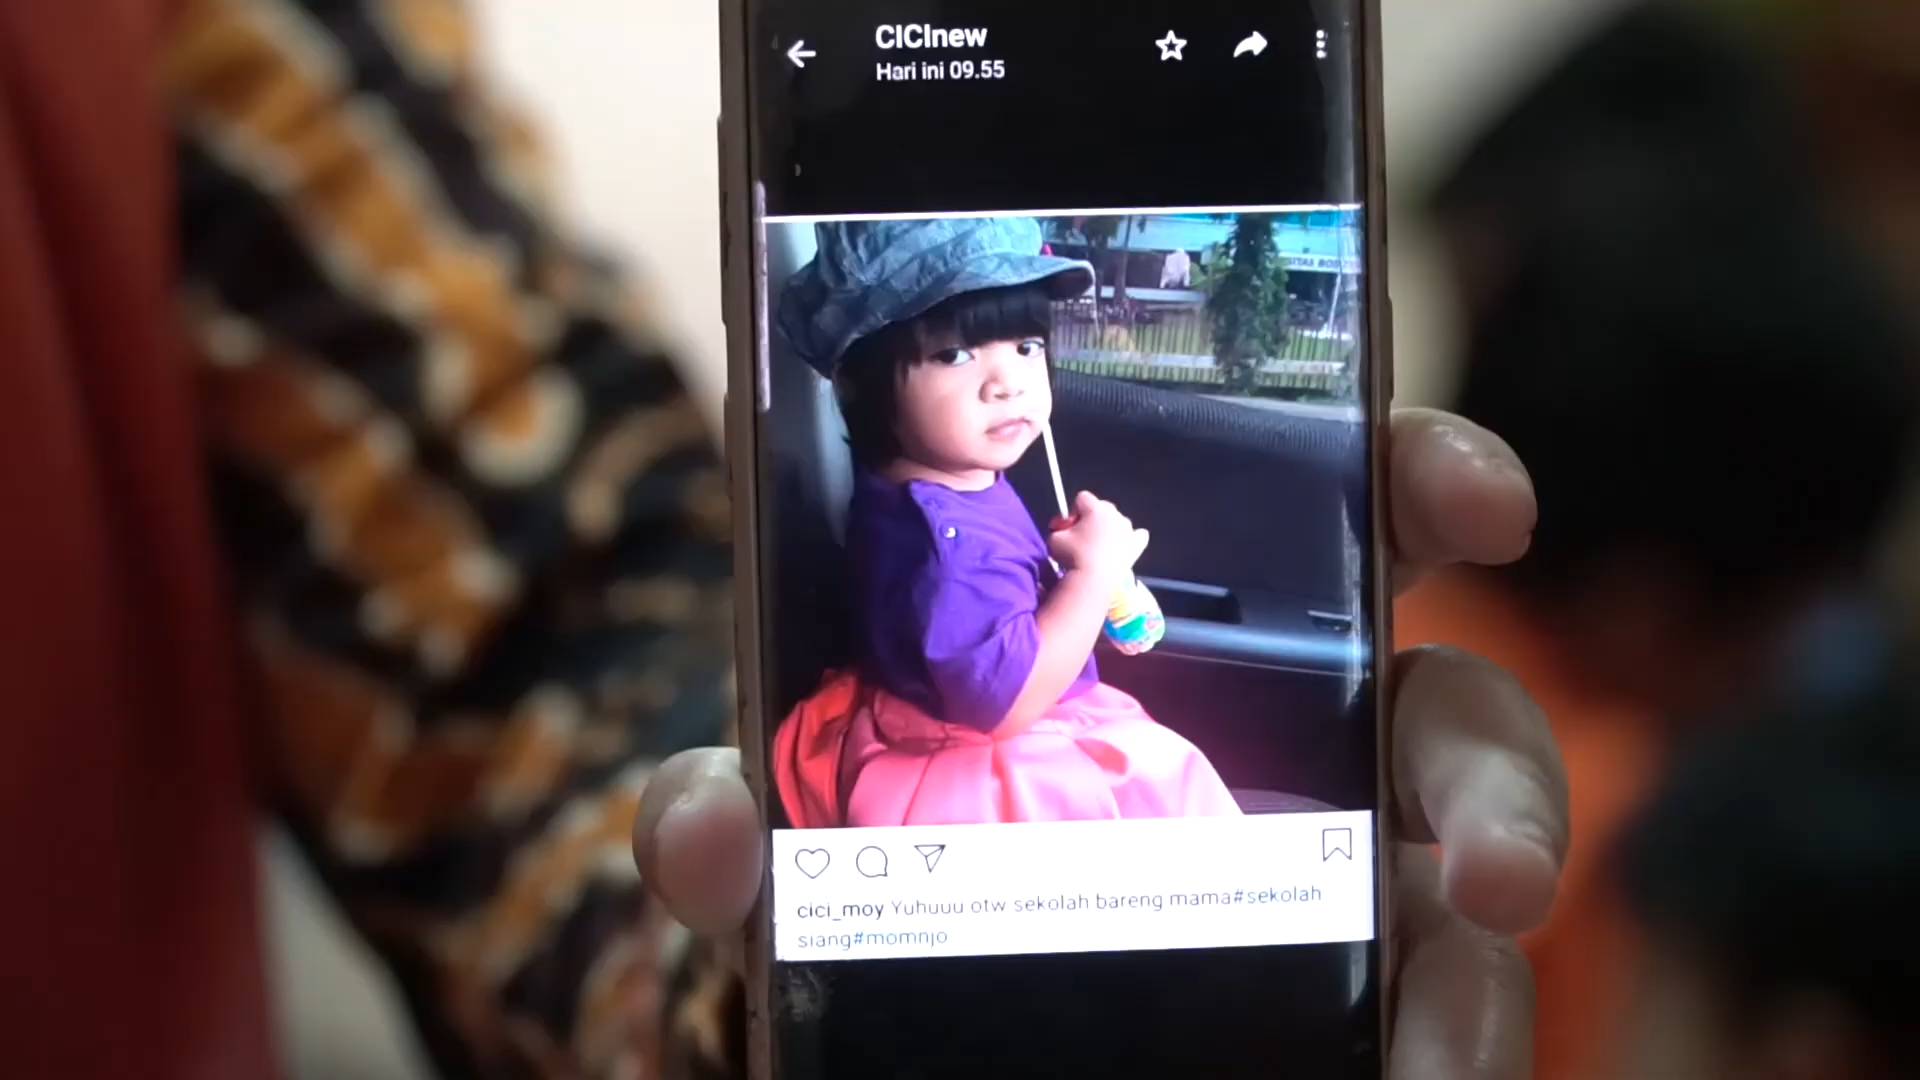 CICInew
Hari ini 09.55
cici_moy Yuhuuu otw sekolah bareng mama#sekolah
siang#momnjo